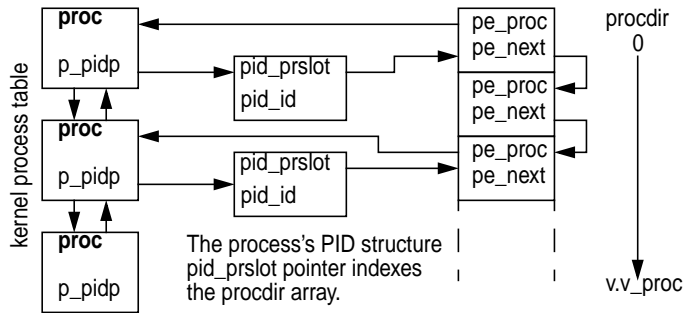 proc
p_pidp
pid_prslot
pid_id
pe_proc
pe_next
procdir
0
pe_proc
pe_next
kernel process table
proc
p_pidp
pid_prslot
pid_id
pe_proc
pe_next
proc
p_pidp
The process's PID structure
pid_prslot pointer indexes
the procdir array.
v.v_proc